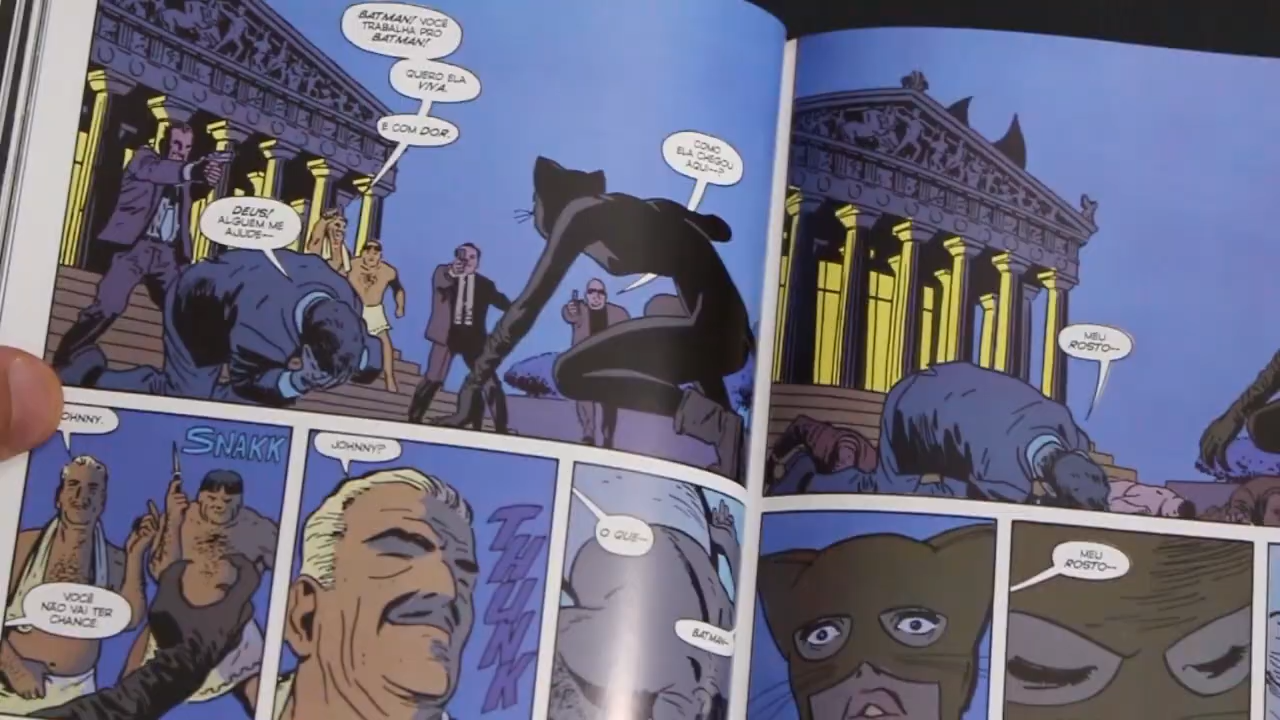 BATMAN! VOCÊ
TRABALHA PRO
BATMAN!
QUERO ELA
VIVA.
E COM DOR.
DEUS!
ALGUÉM ME
AJUDE--
COMO
ELA CHEGOU
AQUI--?
JOHNNY.
SNAKK
VOCÊ
NÃO VAI TER
CHANCE.
JOHNNY?
THUNK
O QUE--
BATMAN--
MEU
ROSTO--
MEU
ROSTO--